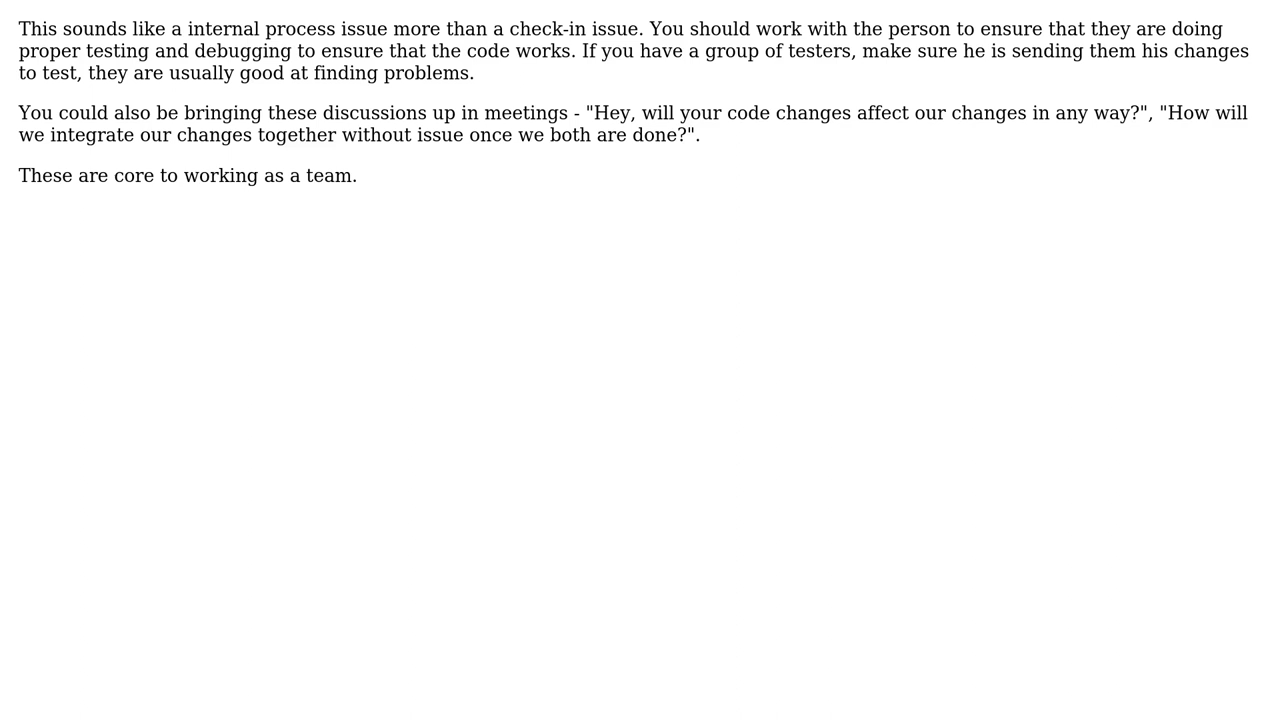 This sounds like a internal process issue more than a check-in issue. You should work with the person to ensure that they are doing
proper testing and debugging to ensure that the code works. If you have a group of testers, make sure he is sending them his changes
to test, they are usually good at finding problems.
You could also be bringing these discussions up in meetings - "Hey, will your code changes affect our changes in any way?", "How will
we integrate our changes together without issue once we both are done?".
These are core to working as a team.